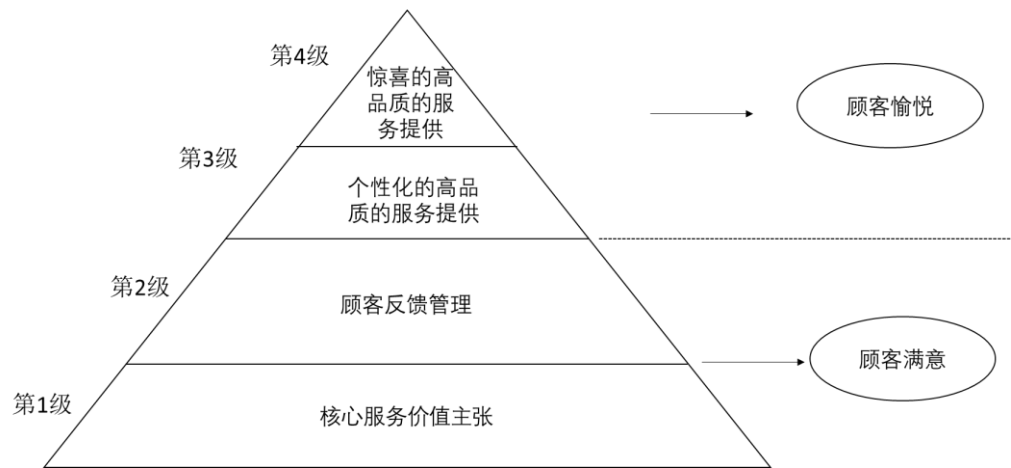 第4级
惊喜的高
品质的服
务提供
顾客愉悦
第3级
个性化的高品
质的服务提供
第2级
顾客反馈管理
顾客满意
第1级
核心服务价值主张